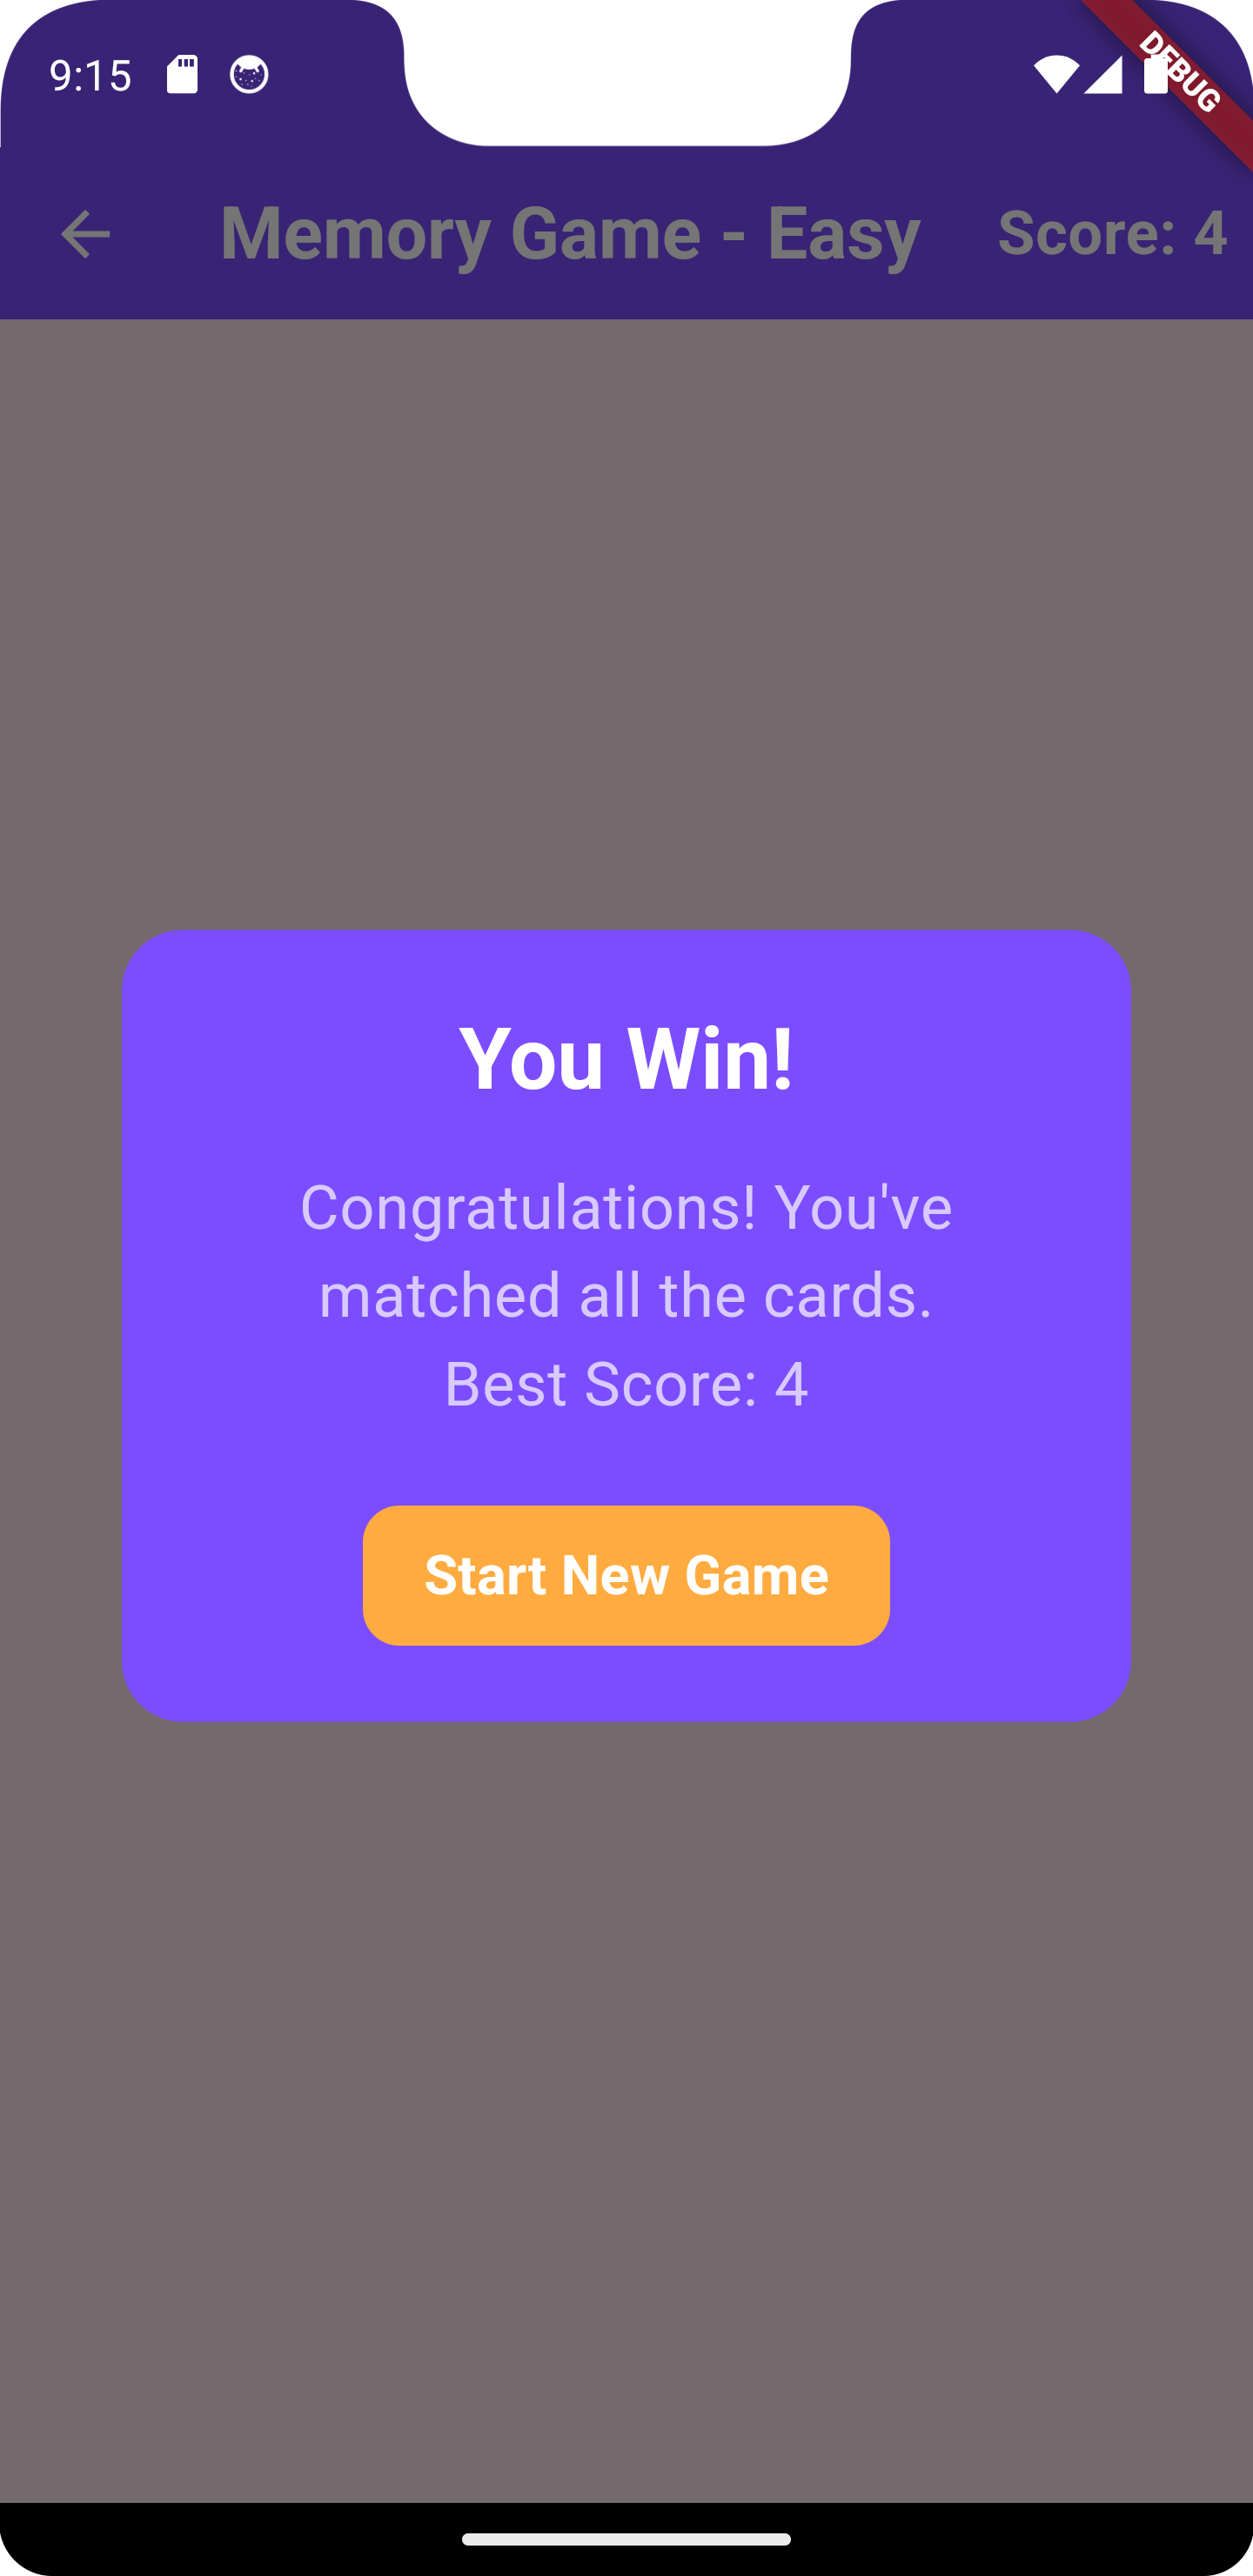 9:15
DEBUG
Memory Game - Easy
Score: 4
You Win!
Congratulations! You've
matched all the cards.
Best Score: 4
Start New Game